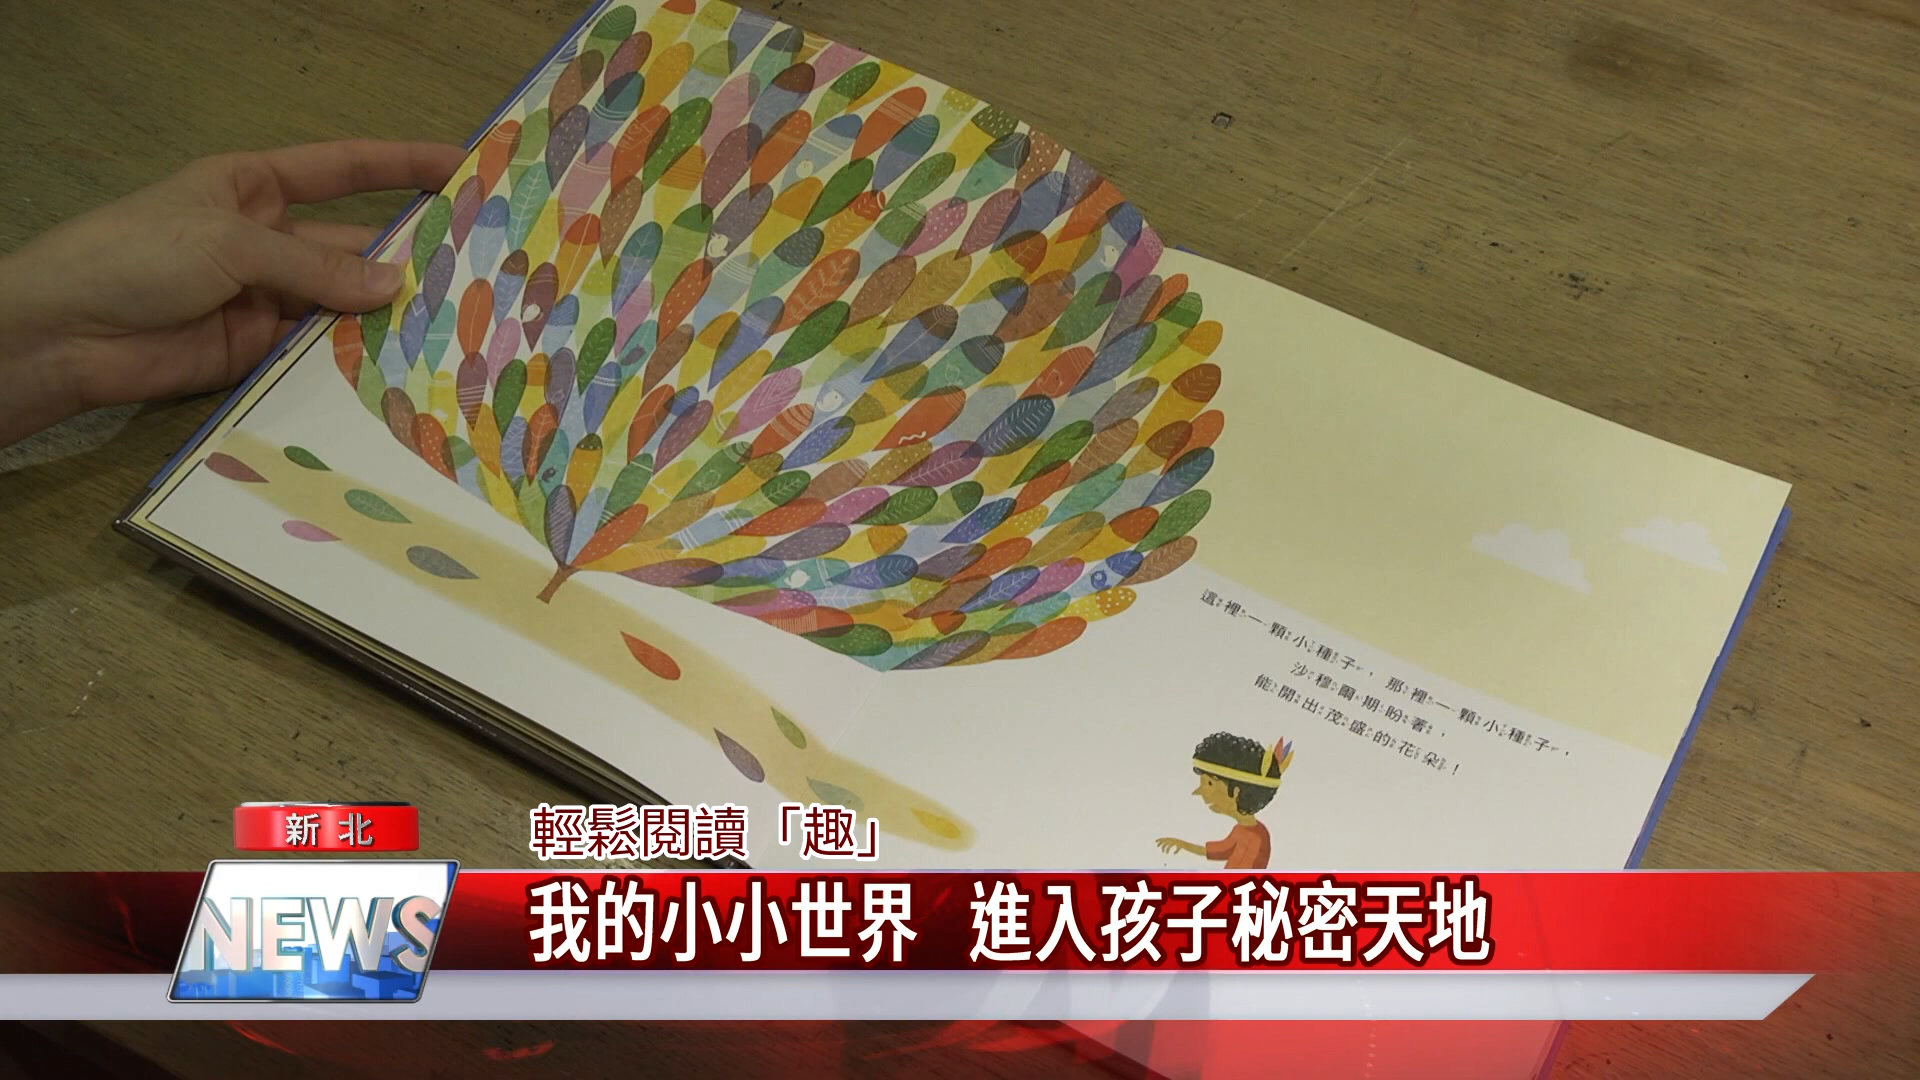 這裡一顆小種子，那裡一顆小種子，
沙穆爾期盼著，
能開出茂盛的花朵！
新北
輕鬆閱讀「趣」
NEWS
我的小小世界 進入孩子秘密天地